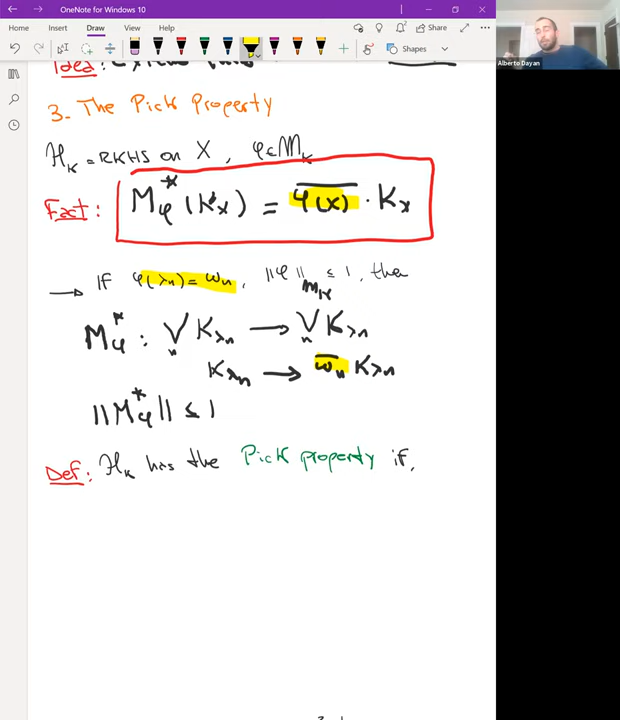 OneNote for Windows 10
Home Insert Draw View Help Share
Shapes
Alberto Dayan
Idea:
3. The Pick Property
H_K = RKHS on X, φ∈M_K
Fact: M_φ^*(K_x) = \overline{φ(x)} · K_x
→ If φ(λ_n) = w_n, ||φ||_{M_K} ≤ 1, then
M_φ^* : ⋁_n K_{λ_n} → ⋁_n K_{λ_n}
K_{λ_n} → \overline{w_n} K_{λ_n}
||M_φ^*|| ≤ 1
Def: H_K has the Pick property if,